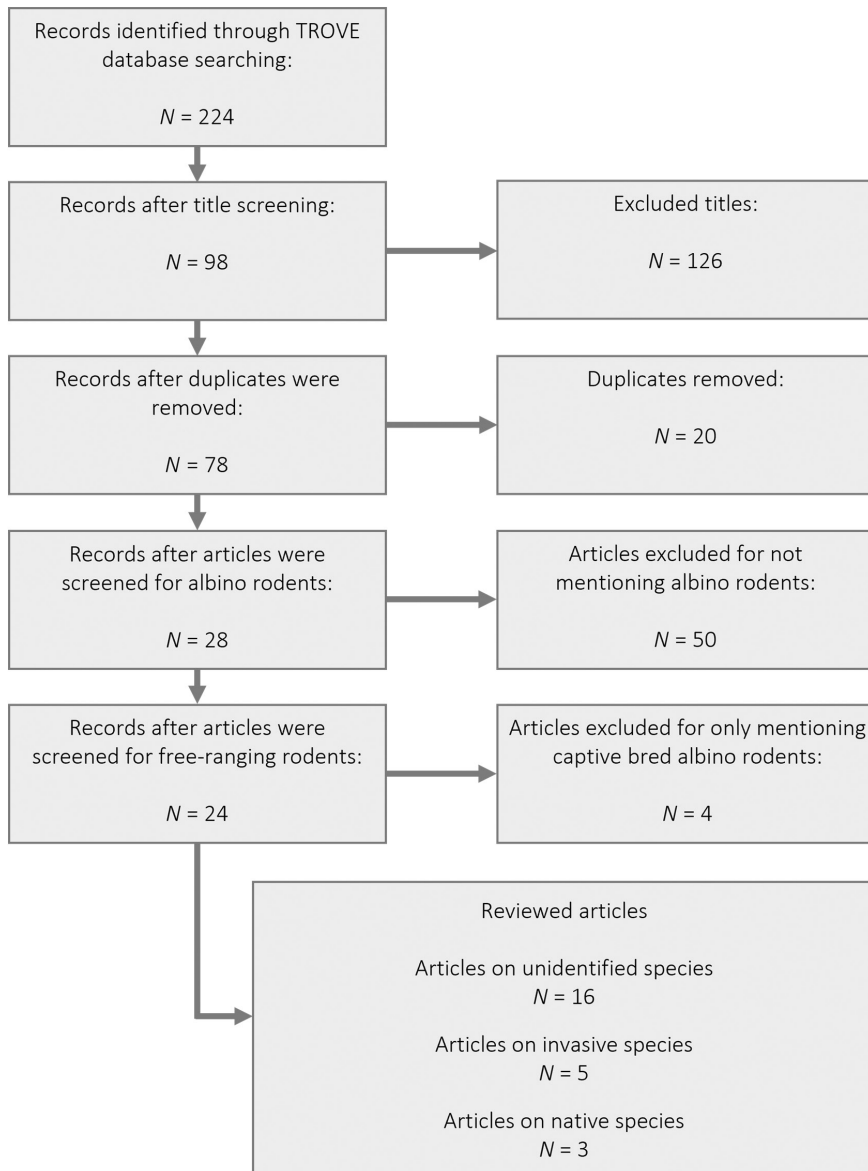 Records identified through TROVE
database searching:
N = 224
Records after title screening:
N = 98
Excluded titles:
N = 126
Records after duplicates were
removed:
N = 78
Duplicates removed:
N = 20
Records after articles were
screened for albino rodents:
N = 28
Articles excluded for not
mentioning albino rodents:
N = 50
Records after articles were
screened for free-ranging rodents:
N = 24
Articles excluded for only mentioning
captive bred albino rodents:
N = 4
Reviewed articles
Articles on unidentified species
N = 16
Articles on invasive species
N = 5
Articles on native species
N = 3